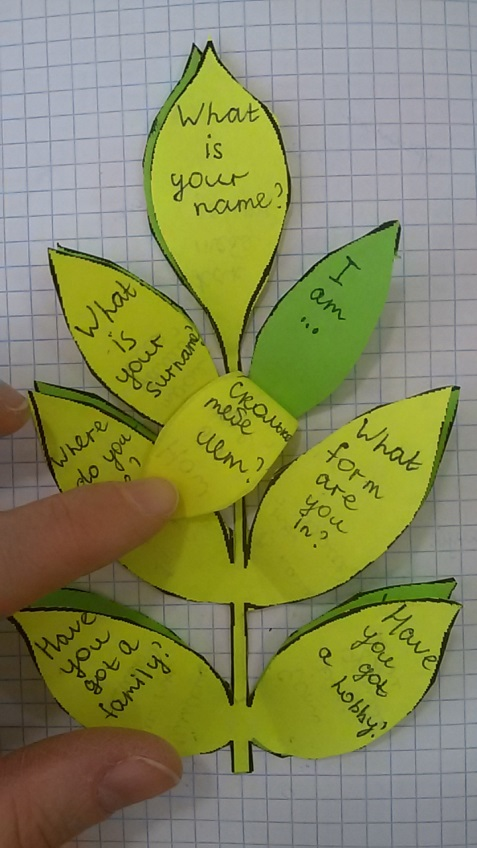 What
is
your
name?
I
am
...
What
is
your
surname?
Сколько
тебе
лет?
Where
do you
?
What
form
are
you
in?
Have
you
got a
family?
Have
you
got
a
hobby?